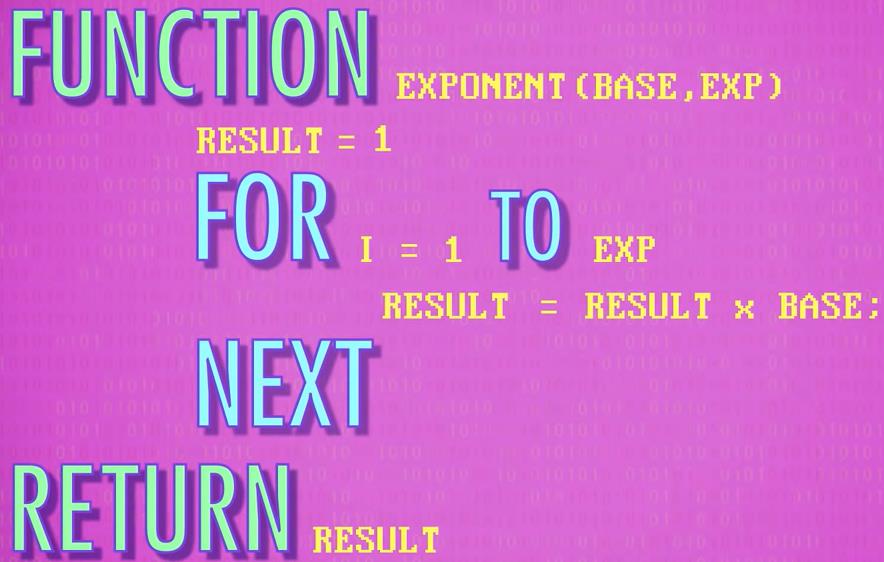 FUNCTION EXPONENT(BASE,EXP)
RESULT = 1
FOR I = 1 TO EXP
RESULT = RESULT x BASE;
NEXT
RETURN RESULT